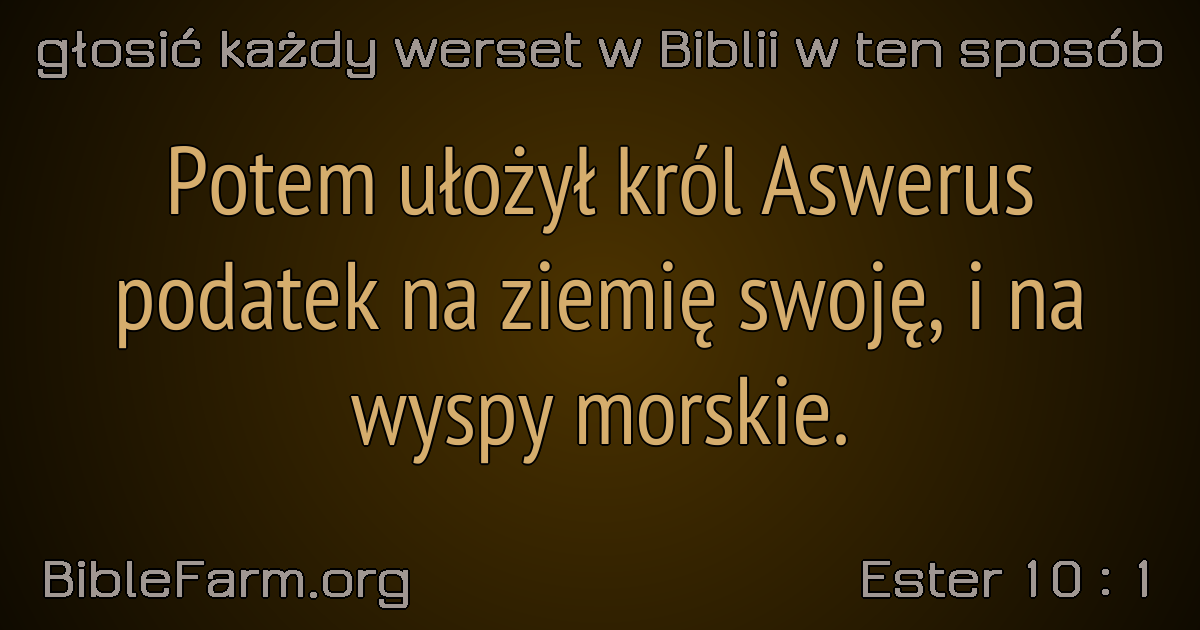 głosić każdy werset w Biblii w ten sposób
Potem ułożył król Aswerus
podatek na ziemię swoję, i na
wyspy morskie.
BibleFarm.org
Ester 10 : 1